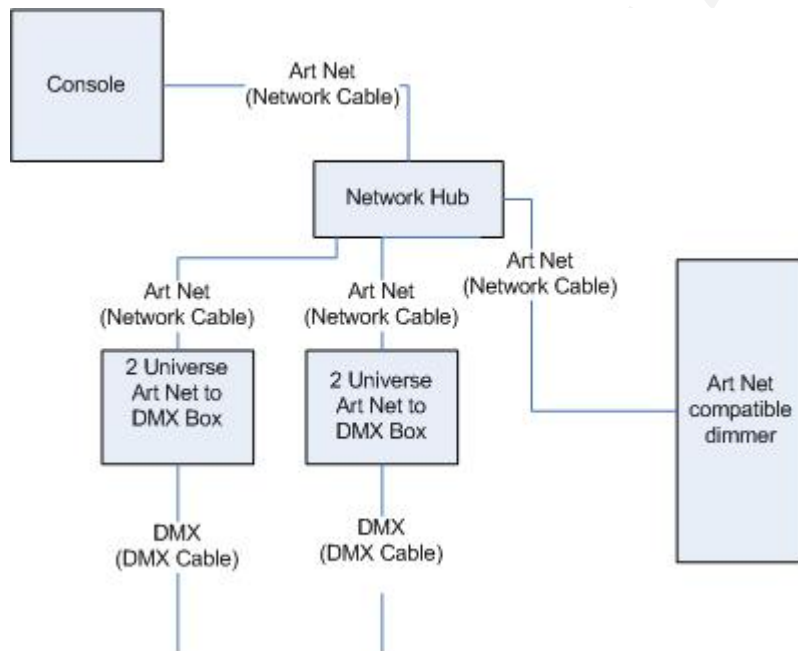 Console
Art Net
(Network Cable)
Network Hub
Art Net
(Network Cable)
Art Net
(Network Cable)
Art Net
(Network Cable)
2 Universe
Art Net to
DMX Box
2 Universe
Art Net to
DMX Box
Art Net
compatible
dimmer
DMX
(DMX Cable)
DMX
(DMX Cable)